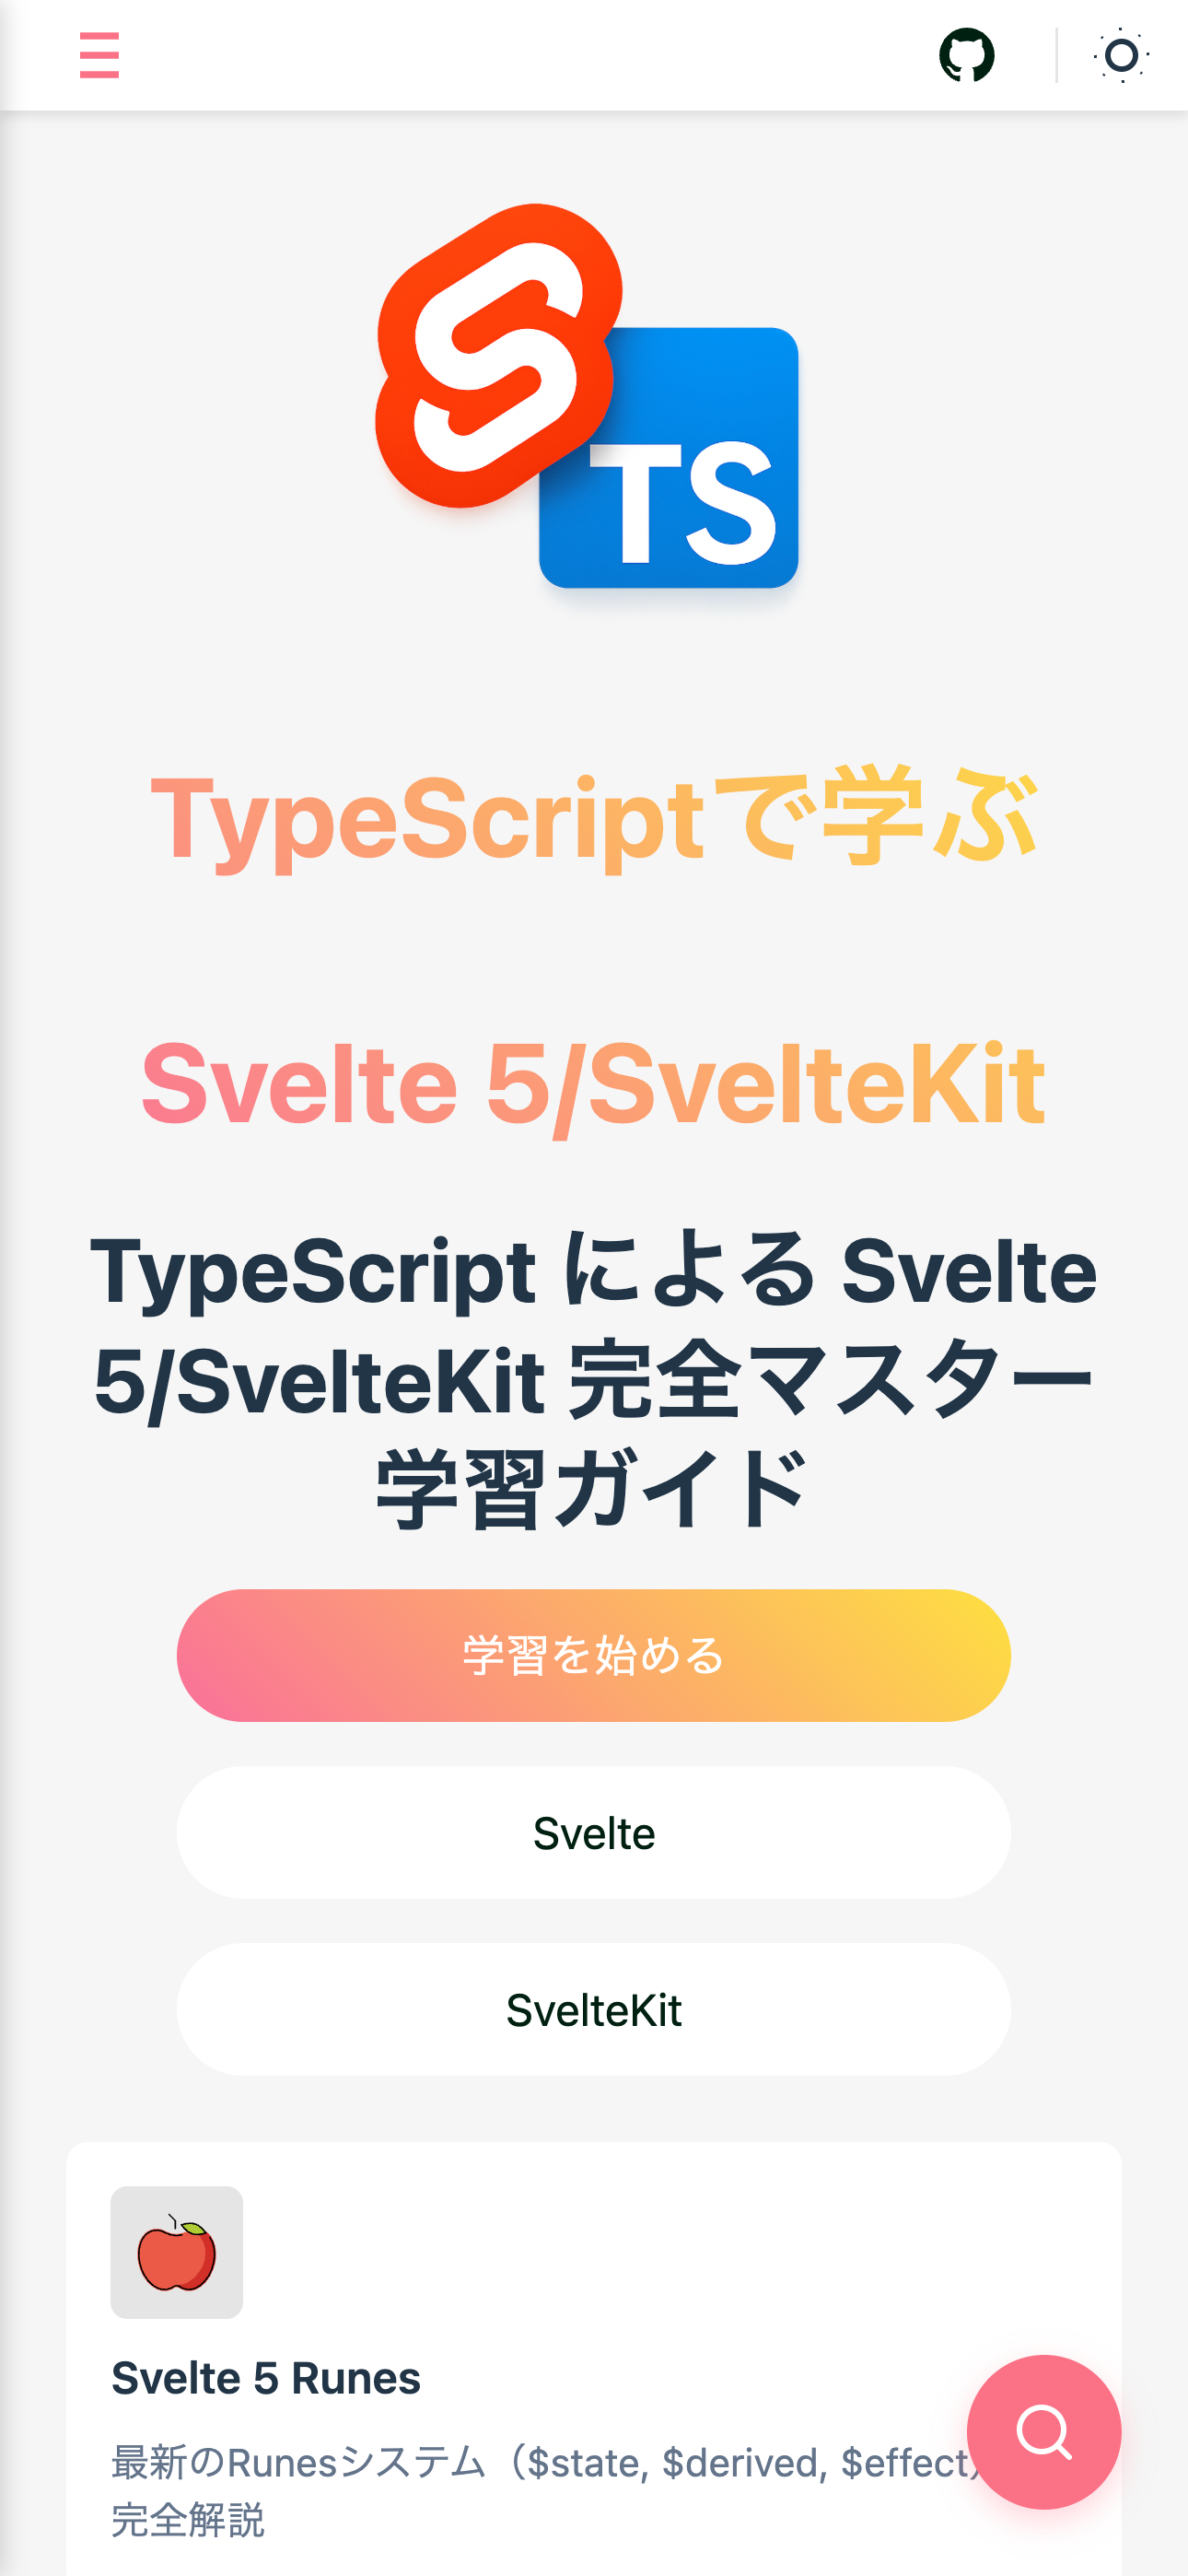 TS
TypeScriptで学ぶ
Svelte 5/SvelteKit
TypeScript による Svelte
5/SvelteKit 完全マスター
学習ガイド
学習を始める
Svelte
SvelteKit
Svelte 5 Runes
最新のRunesシステム（$state, $derived, $effect）
完全解説